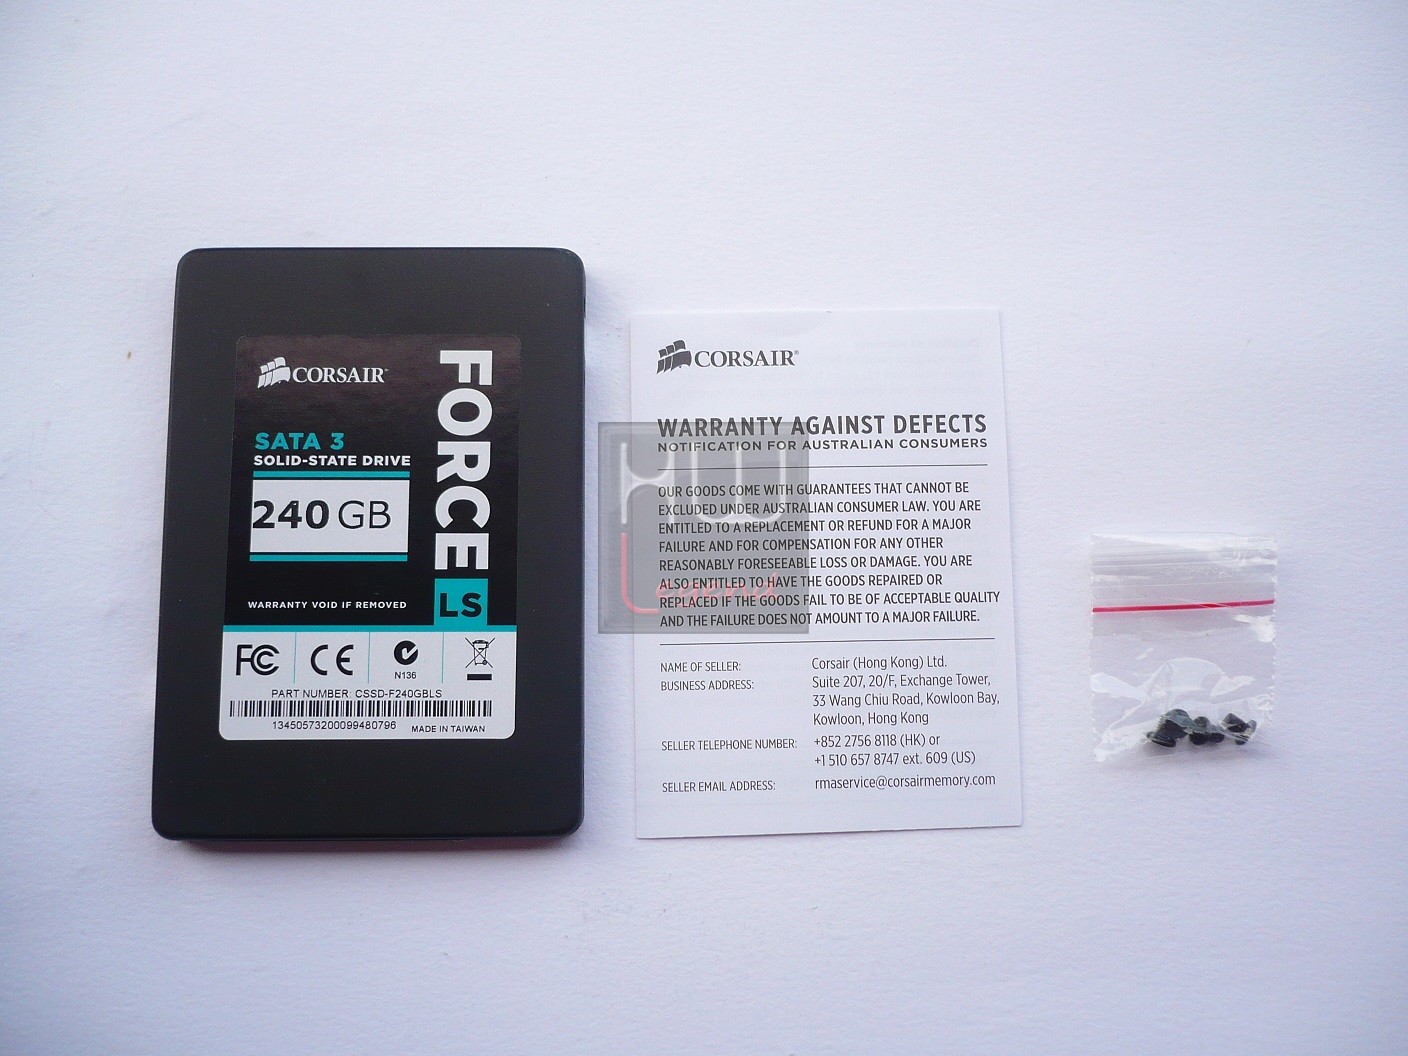 CORSAIR
FORCE LS
SATA 3
SOLID-STATE DRIVE
240 GB
WARRANTY VOID IF REMOVED
FC CE
N136
PART NUMBER: CSSD-F240GBLS
13450573200099480796
MADE IN TAIWAN
CORSAIR®
WARRANTY AGAINST DEFECTS
NOTIFICATION FOR AUSTRALIAN CONSUMERS
OUR GOODS COME WITH GUARANTEES THAT CANNOT BE
EXCLUDED UNDER AUSTRALIAN CONSUMER LAW. YOU ARE
ENTITLED TO A REPLACEMENT OR REFUND FOR A MAJOR
FAILURE AND FOR COMPENSATION FOR ANY OTHER
REASONABLY FORESEEABLE LOSS OR DAMAGE. YOU ARE
ALSO ENTITLED TO HAVE THE GOODS REPAIRED OR
REPLACED IF THE GOODS FAIL TO BE OF ACCEPTABLE QUALITY
AND THE FAILURE DOES NOT AMOUNT TO A MAJOR FAILURE.
NAME OF SELLER: Corsair (Hong Kong) Ltd.
BUSINESS ADDRESS: Suite 207, 20/F, Exchange Tower,
33 Wang Chiu Road, Kowloon Bay,
Kowloon, Hong Kong
SELLER TELEPHONE NUMBER: +852 2756 8118 (HK) or
+1 510 657 8747 ext. 609 (US)
SELLER EMAIL ADDRESS: rmaservice@corsairmemory.com
HW
Legend